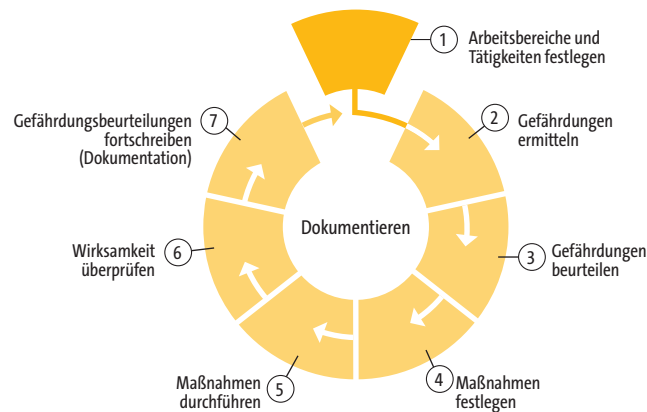 1
Arbeitsbereiche und
Tätigkeiten festlegen
2
Gefährdungen
ermitteln
3
Gefährdungen
beurteilen
4
Maßnahmen
festlegen
5
Maßnahmen
durchführen
6
Wirksamkeit
überprüfen
7
Gefährdungsbeurteilungen
fortschreiben
(Dokumentation)
Dokumentieren